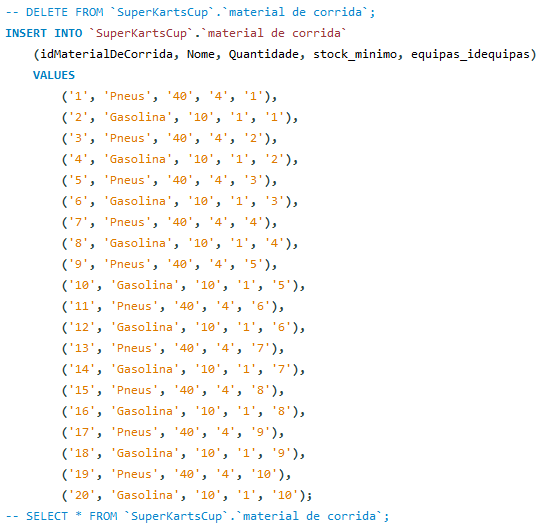 -- DELETE FROM `SuperKartsCup`.`material de corrida`;
INSERT INTO `SuperKartsCup`.`material de corrida`
(idMaterialDeCorrida, Nome, Quantidade, stock_minimo, equipas_idequipas)
VALUES
('1', 'Pneus', '40', '4', '1'),
('2', 'Gasolina', '10', '1', '1'),
('3', 'Pneus', '40', '4', '2'),
('4', 'Gasolina', '10', '1', '2'),
('5', 'Pneus', '40', '4', '3'),
('6', 'Gasolina', '10', '1', '3'),
('7', 'Pneus', '40', '4', '4'),
('8', 'Gasolina', '10', '1', '4'),
('9', 'Pneus', '40', '4', '5'),
('10', 'Gasolina', '10', '1', '5'),
('11', 'Pneus', '40', '4', '6'),
('12', 'Gasolina', '10', '1', '6'),
('13', 'Pneus', '40', '4', '7'),
('14', 'Gasolina', '10', '1', '7'),
('15', 'Pneus', '40', '4', '8'),
('16', 'Gasolina', '10', '1', '8'),
('17', 'Pneus', '40', '4', '9'),
('18', 'Gasolina', '10', '1', '9'),
('19', 'Pneus', '40', '4', '10'),
('20', 'Gasolina', '10', '1', '10');
-- SELECT * FROM `SuperKartsCup`.`material de corrida`;